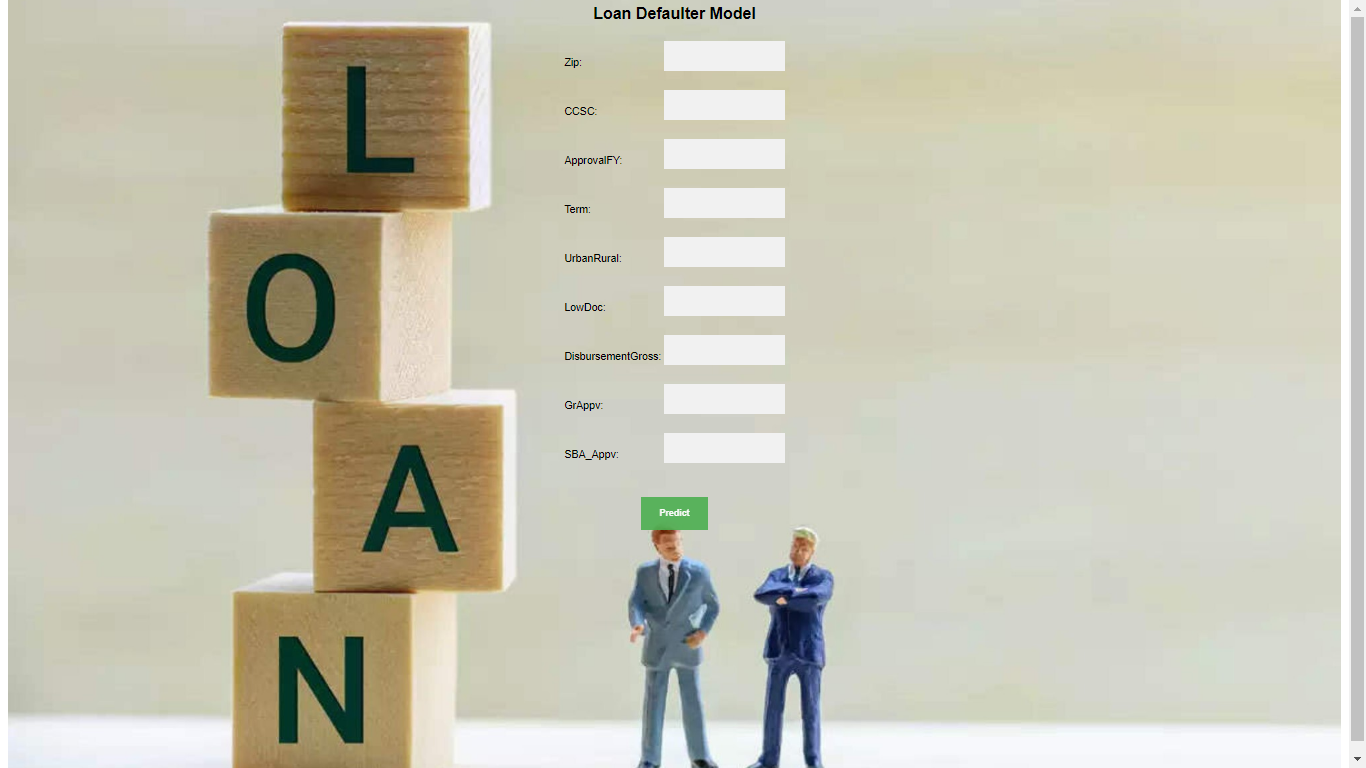 Loan Defaulter Model
Zip:
CCSC:
ApprovalFY:
Term:
UrbanRural:
LowDoc:
DisbursementGross:
GrAppv:
SBA_Appv:
Predict
L
O
A
N